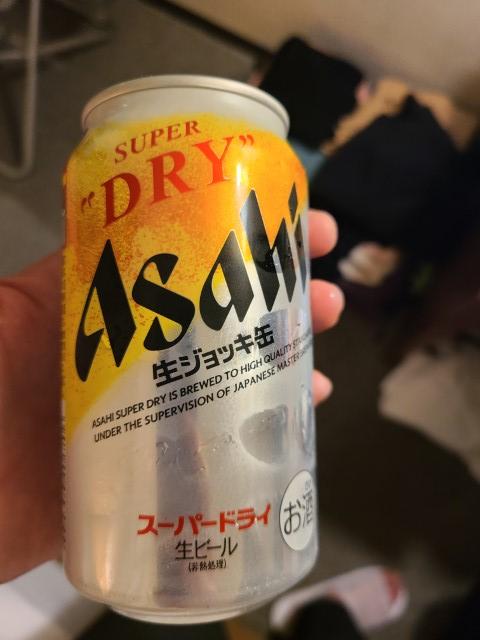 SUPER
"DRY"
Asahi
生ジョッキ缶
ASAHI SUPER DRY IS BREWED TO HIGH QUALITY
UNDER THE SUPERVISION OF JAPANESE MASTER
スーパードライ
お酒
生ビール
(非熱処理)